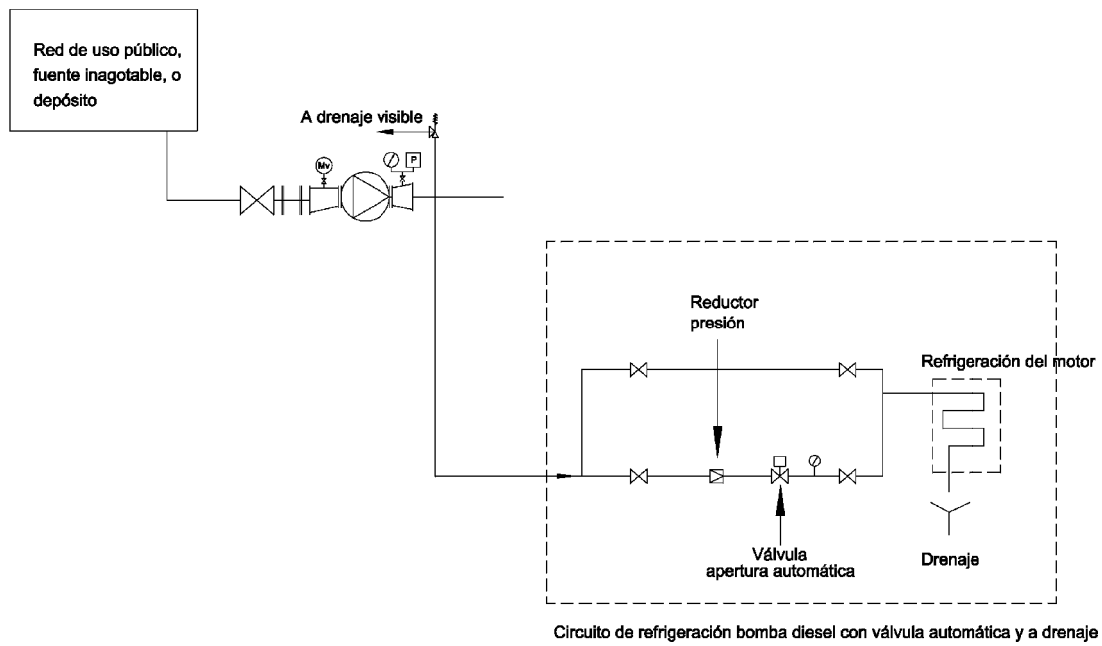 Red de uso público,
fuente inagotable, o
depósito
A drenaje visible
Mv
P
Reductor
presión
Refrigeración del motor
Válvula
apertura automática
Drenaje
Circuito de refrigeración bomba diesel con válvula automática y a drenaje